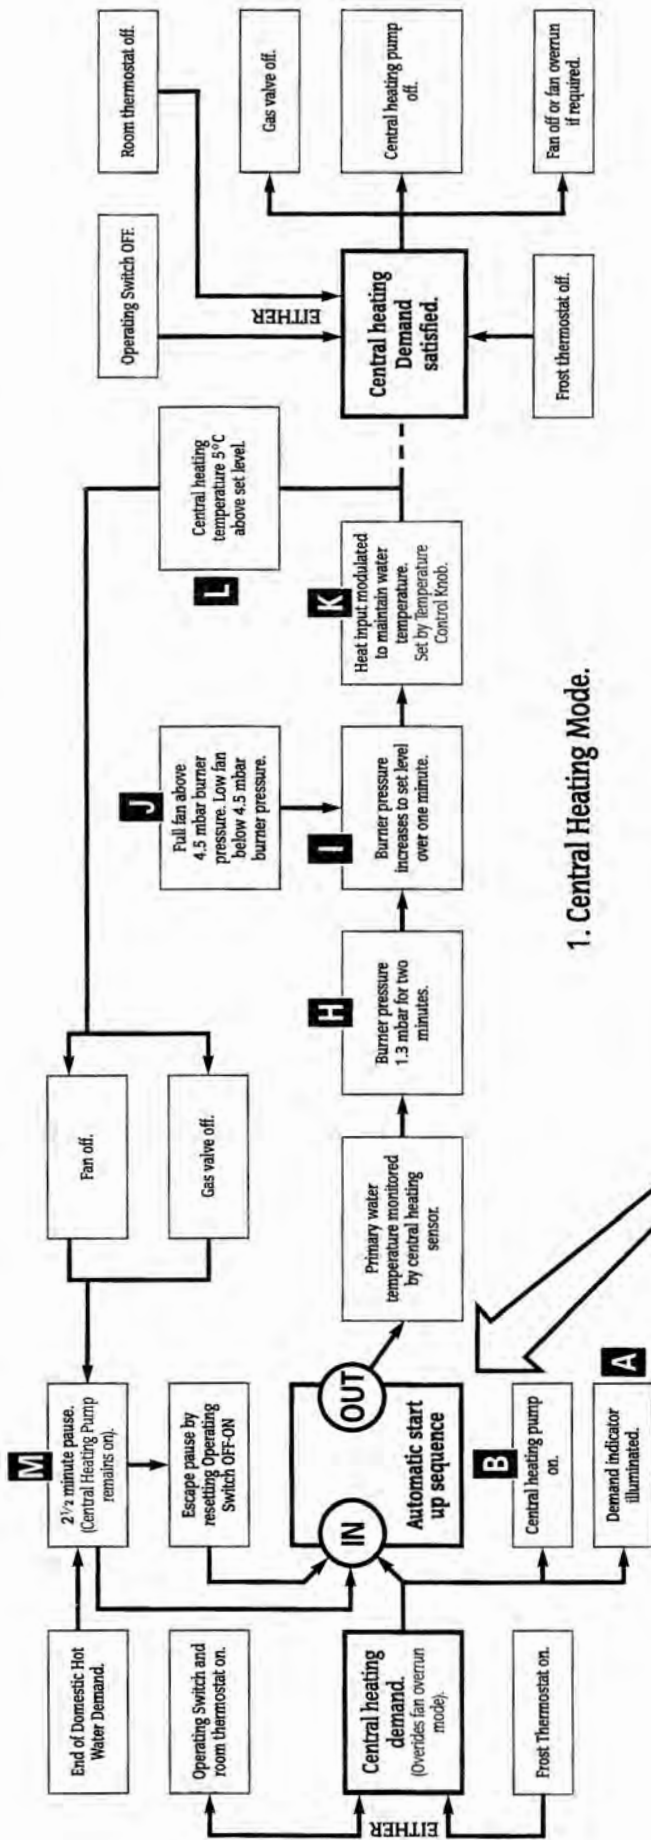 End of Domestic Hot
Water Demand.
M
2½ minute pause.
(Central Heating Pump
remains on).
Fan off.
Gas valve off.
Escape pause by
resetting Operating
Switch OFF-ON
Operating Switch and
room thermostat on.
EITHER
Central heating
demand.
(Overides fan overrun
mode).
Frost Thermostat on.
IN
OUT
Automatic start
up sequence
B
Central heating pump
on.
A
Demand indicator
illuminated.
Primary water
temperature monitored
by central heating
sensor.
H
Burner pressure
1.3 mbar for two
minutes.
J
Full fan above
4.5 mbar burner
pressure. Low fan
below 4.5 mbar
burner pressure.
I
Burner pressure
increases to set level
over one minute.
L
Central heating
temperature 5°C
above set level.
K
Heat input modulated
to maintain water
temperature.
Set by Temperature
Control Knob.
Operating Switch OFF.
Room thermostat off.
EITHER
Central heating
Demand
satisfied.
Frost thermostat off.
Gas valve off.
Central heating pump
off.
Fan off or fan overrun
if required.
1. Central Heating Mode.